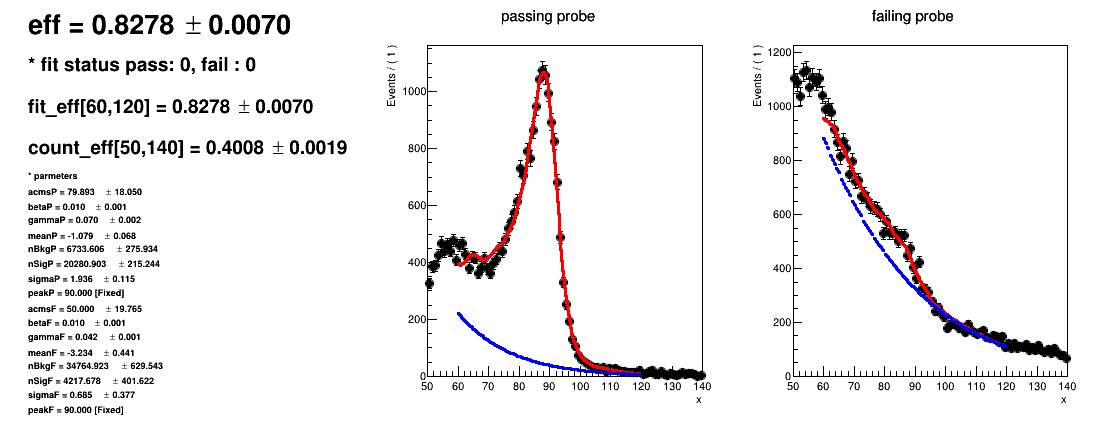 eff = 0.8278 ± 0.0070
* fit status pass: 0, fail : 0
fit_eff[60,120] = 0.8278 ± 0.0070
count_eff[50,140] = 0.4008 ± 0.0019
* parmeters
acmsP = 79.893 ± 18.050
betaP = 0.010 ± 0.001
gammaP = 0.070 ± 0.002
meanP = -1.079 ± 0.068
nBkgP = 6733.606 ± 275.934
nSigP = 20280.903 ± 215.244
sigmaP = 1.936 ± 0.115
peakP = 90.000 [Fixed]
acmsF = 50.000 ± 19.765
betaF = 0.010 ± 0.001
gammaF = 0.042 ± 0.001
meanF = -3.234 ± 0.441
nBkgF = 34764.923 ± 629.543
nSigF = 4217.678 ± 401.622
sigmaF = 0.685 ± 0.377
peakF = 90.000 [Fixed]
passing probe
Events / ( 1 )
1000
800
600
400
200
0
50 60 70 80 90 100 110 120 130 140
x
failing probe
Events / ( 1 )
1200
1000
800
600
400
200
0
50 60 70 80 90 100 110 120 130 140
x